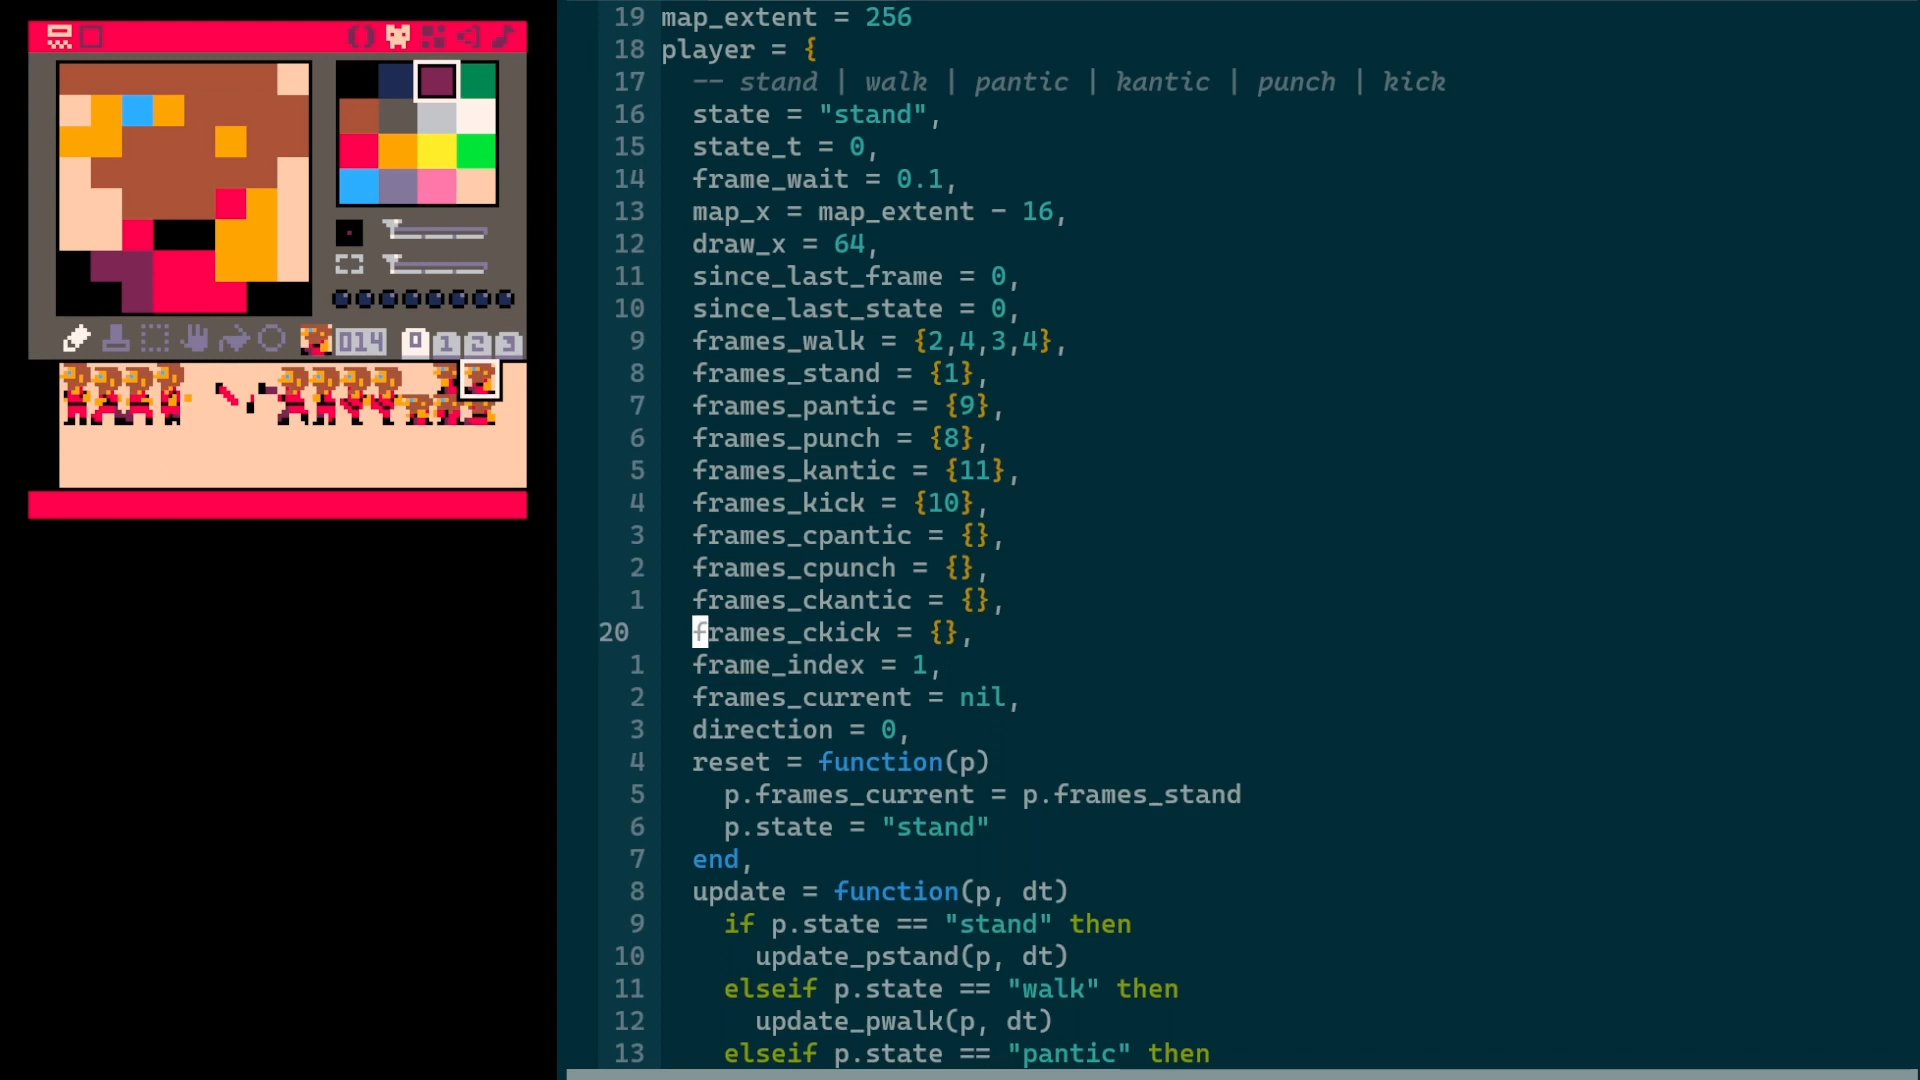 014 0 1 2 3
19 map_extent = 256
18 player = {
17 -- stand | walk | pantic | kantic | punch | kick
16 state = "stand",
15 state_t = 0,
14 frame_wait = 0.1,
13 map_x = map_extent - 16,
12 draw_x = 64,
11 since_last_frame = 0,
10 since_last_state = 0,
9 frames_walk = {2,4,3,4},
8 frames_stand = {1},
7 frames_pantic = {9},
6 frames_punch = {8},
5 frames_kantic = {11},
4 frames_kick = {10},
3 frames_cpantic = {},
2 frames_cpunch = {},
1 frames_ckantic = {},
20 frames_ckick = {},
1 frame_index = 1,
2 frames_current = nil,
3 direction = 0,
4 reset = function(p)
5 p.frames_current = p.frames_stand
6 p.state = "stand"
7 end,
8 update = function(p, dt)
9 if p.state == "stand" then
10 update_pstand(p, dt)
11 elseif p.state == "walk" then
12 update_pwalk(p, dt)
13 elseif p.state == "pantic" then